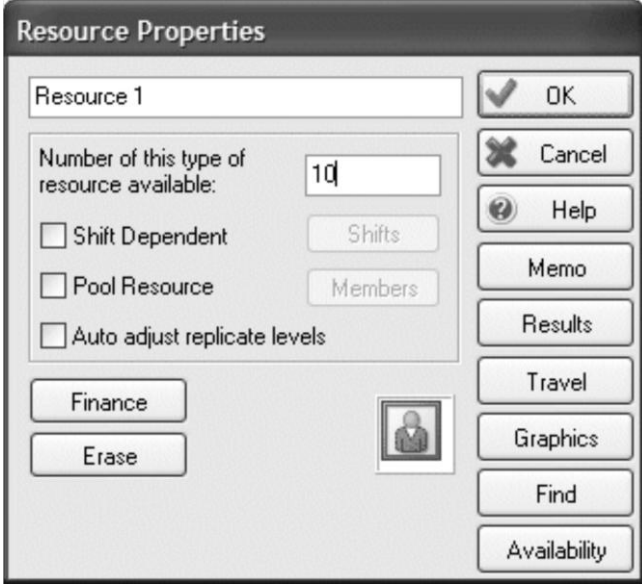 Resource Properties
Resource 1
OK
Number of this type of
resource available:
10
Cancel
Help
Shift Dependent
Shifts
Memo
Pool Resource
Members
Results
Auto adjust replicate levels
Travel
Finance
Graphics
Erase
Find
Availability